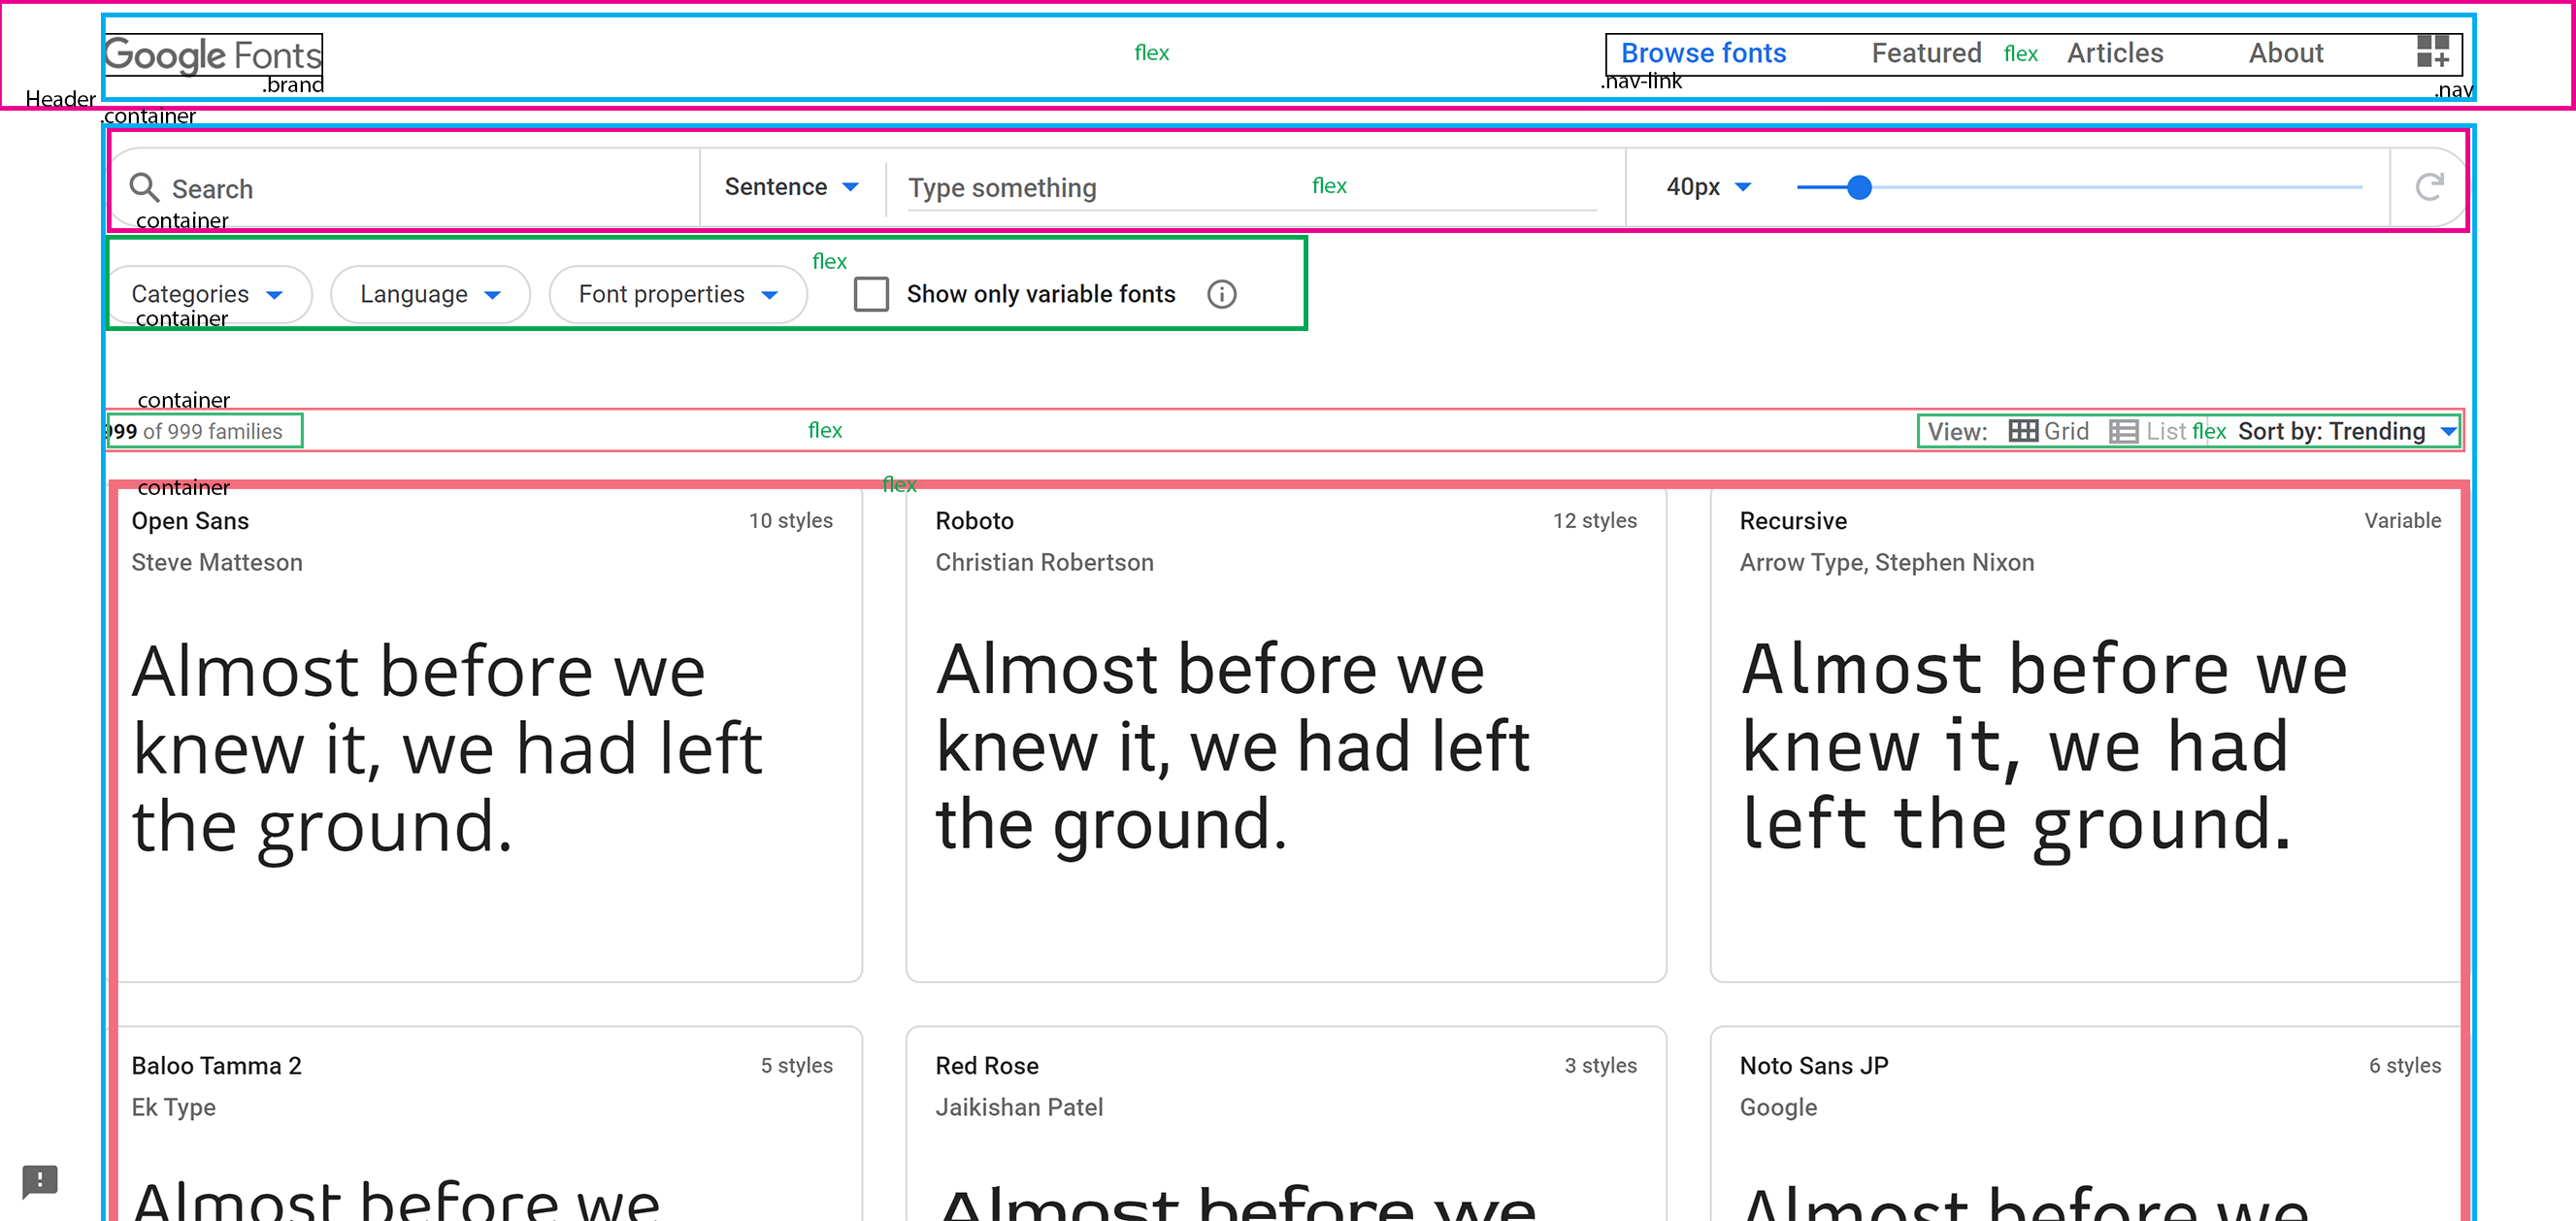 Google Fonts
flex
Browse fonts Featured flex Articles About
.brand
.nav-link
.nav
Header
.container
Search Sentence Type something flex 40px
container
flex
Categories Language Font properties Show only variable fonts
container
container
999 of 999 families flex View: Grid List flex Sort by: Trending
container flex
Open Sans 10 styles
Steve Matteson
Almost before we
knew it, we had left
the ground.
Roboto 12 styles
Christian Robertson
Almost before we
knew it, we had left
the ground.
Recursive Variable
Arrow Type, Stephen Nixon
Almost before we
knew it, we had
left the ground.
Baloo Tamma 2 5 styles
Ek Type
Almost before we
Red Rose 3 styles
Jaikishan Patel
Almost before we
Noto Sans JP 6 styles
Google
Almost before we